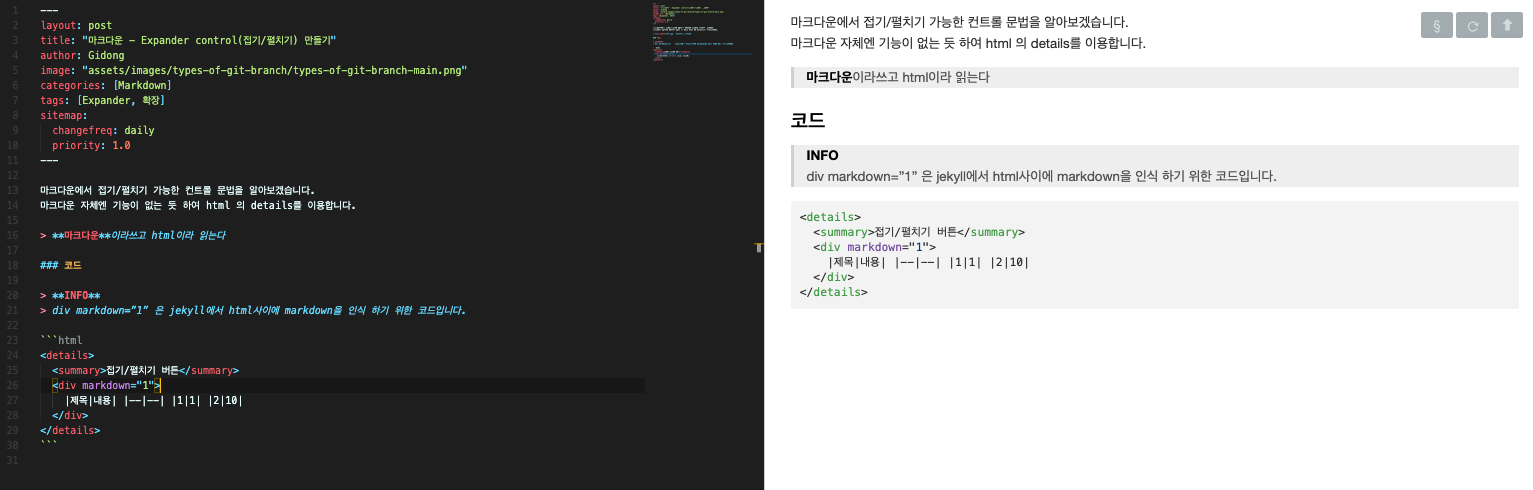 1 ---
2 layout: post
3 title: "마크다운 - Expander control(접기/펼치기) 만들기"
4 author: Gidong
5 image: "assets/images/types-of-git-branch/types-of-git-branch-main.png"
6 categories: [Markdown]
7 tags: [Expander, 확장]
8 sitemap:
9 changefreq: daily
10 priority: 1.0
11 ---
12
13 마크다운에서 접기/펼치기 가능한 컨트롤 문법을 알아보겠습니다.
14 마크다운 자체엔 기능이 없는 듯 하여 html 의 details를 이용합니다.
15
16 > **마크다운**이라쓰고 html이라 읽는다
17
18 ### 코드
19
20 > **INFO**
21 > div markdown=”1” 은 jekyll에서 html사이에 markdown을 인식 하기 위한 코드입니다.
22
23 ```html
24 <details>
25 <summary>접기/펼치기 버튼</summary>
26 <div markdown="1">
27 |제목|내용| |--|--| |1|1| |2|10|
28 </div>
29 </details>
30 ```
31
마크다운에서 접기/펼치기 가능한 컨트롤 문법을 알아보겠습니다.
마크다운 자체엔 기능이 없는 듯 하여 html 의 details를 이용합니다.
마크다운이라쓰고 html이라 읽는다
코드
INFO
div markdown=”1” 은 jekyll에서 html사이에 markdown을 인식 하기 위한 코드입니다.
<details>
<summary>접기/펼치기 버튼</summary>
<div markdown="1">
|제목|내용| |--|--| |1|1| |2|10|
</div>
</details>
§